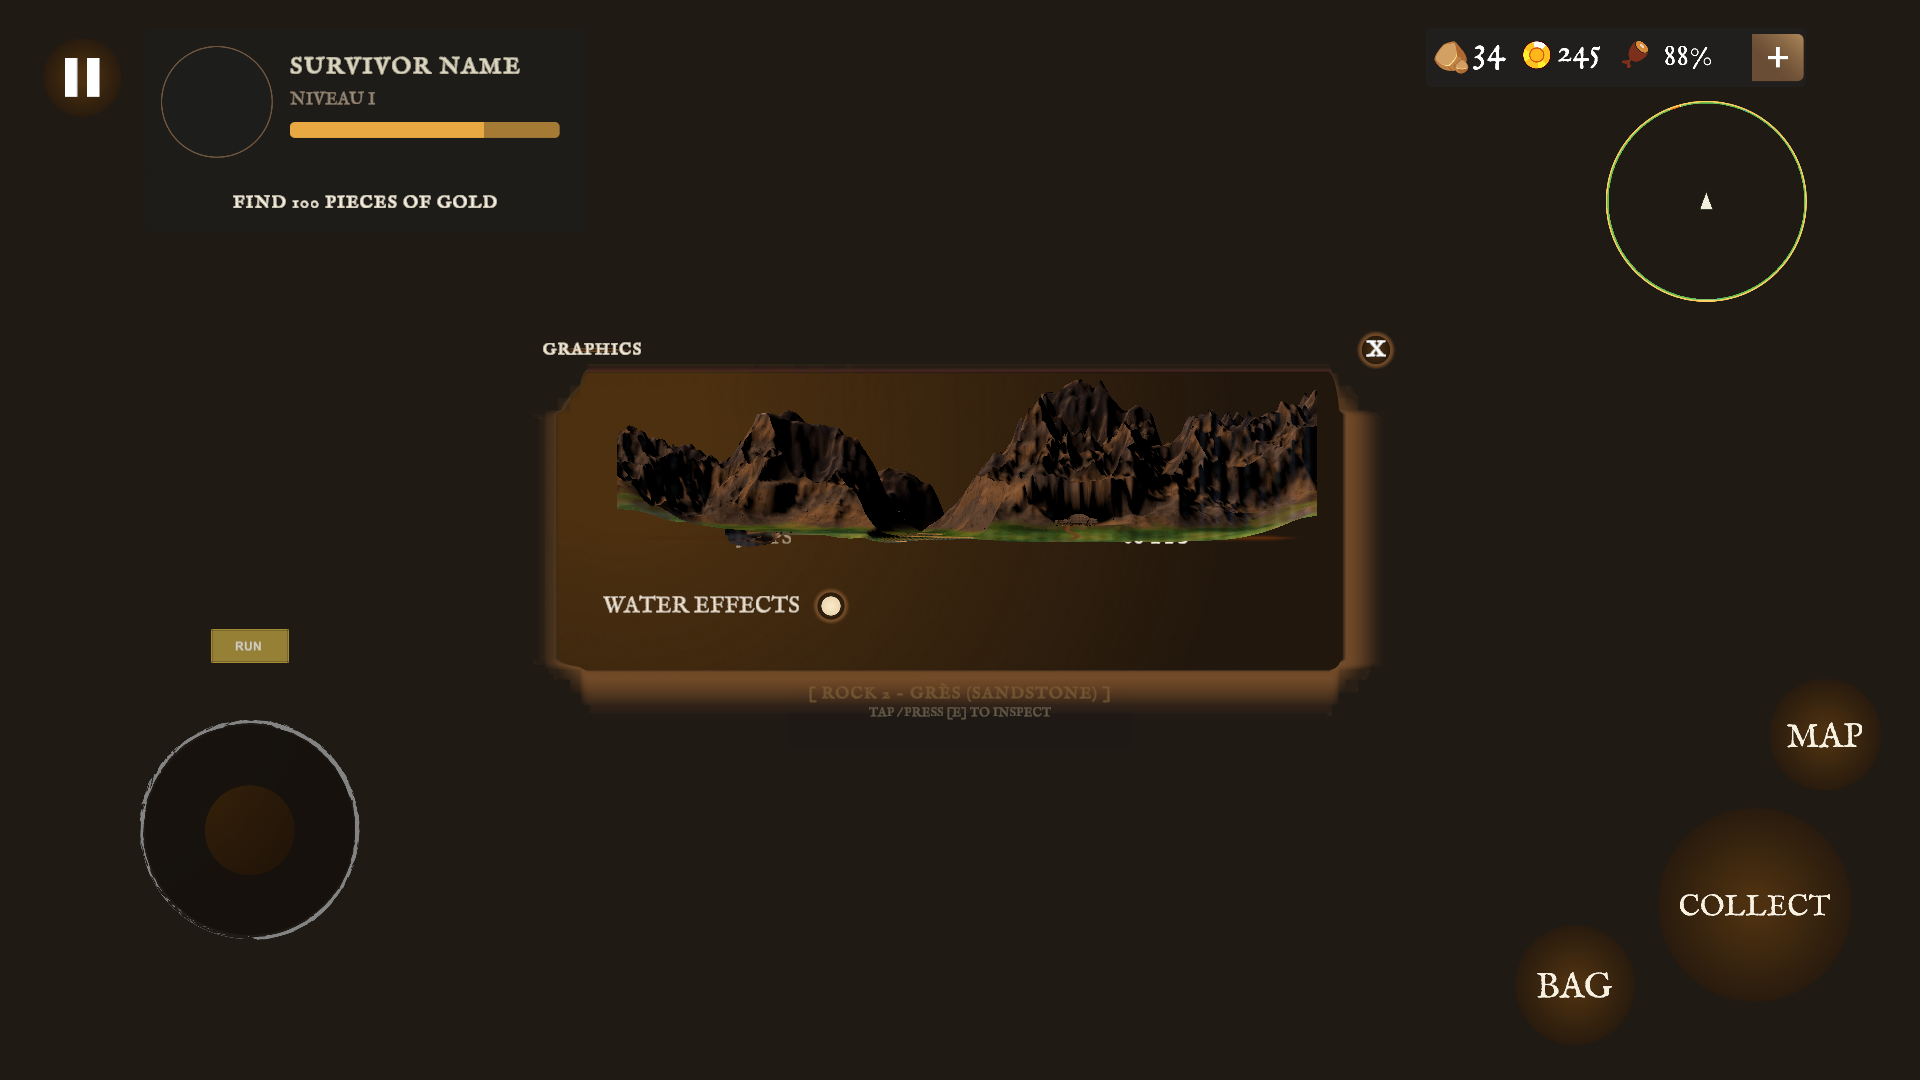 SURVIVOR NAME
NIVEAU 1
FIND 100 PIECES OF GOLD
34 245 88% +
GRAPHICS
X
WATER EFFECTS
[ ROCK 2 - GRÈS (SANDSTONE) ]
TAP/PRESS [E] TO INSPECT
RUN
MAP
COLLECT
BAG